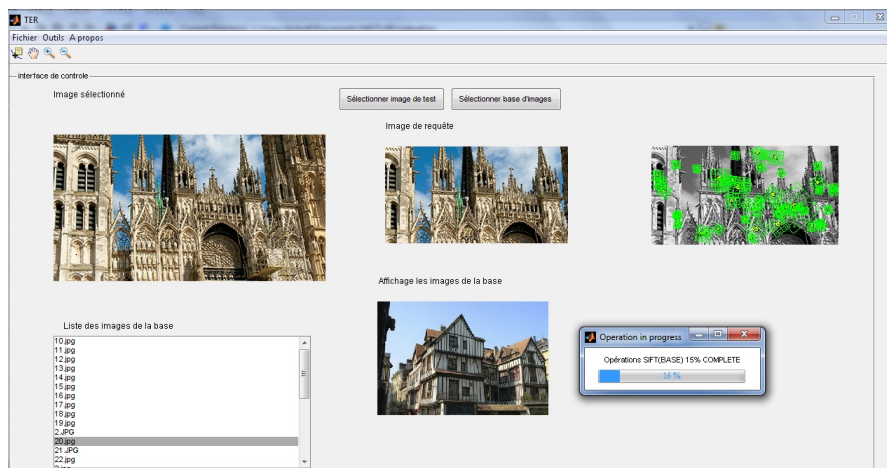 TER
Fichier Outils A propos
interface de controle
Image sélectionné
Sélectionner image de test
Sélectionner base d'images
Image de requête
Affichage les images de la base
Liste des images de la base
10.jpg
11.jpg
12.jpg
13.jpg
14.jpg
15.jpg
16.jpg
17.jpg
18.jpg
19.jpg
2.JPG
20.jpg
21.JPG
22.jpg
Operation in progress
Opérations SIFT(BASE) 15% COMPLETE
16 %